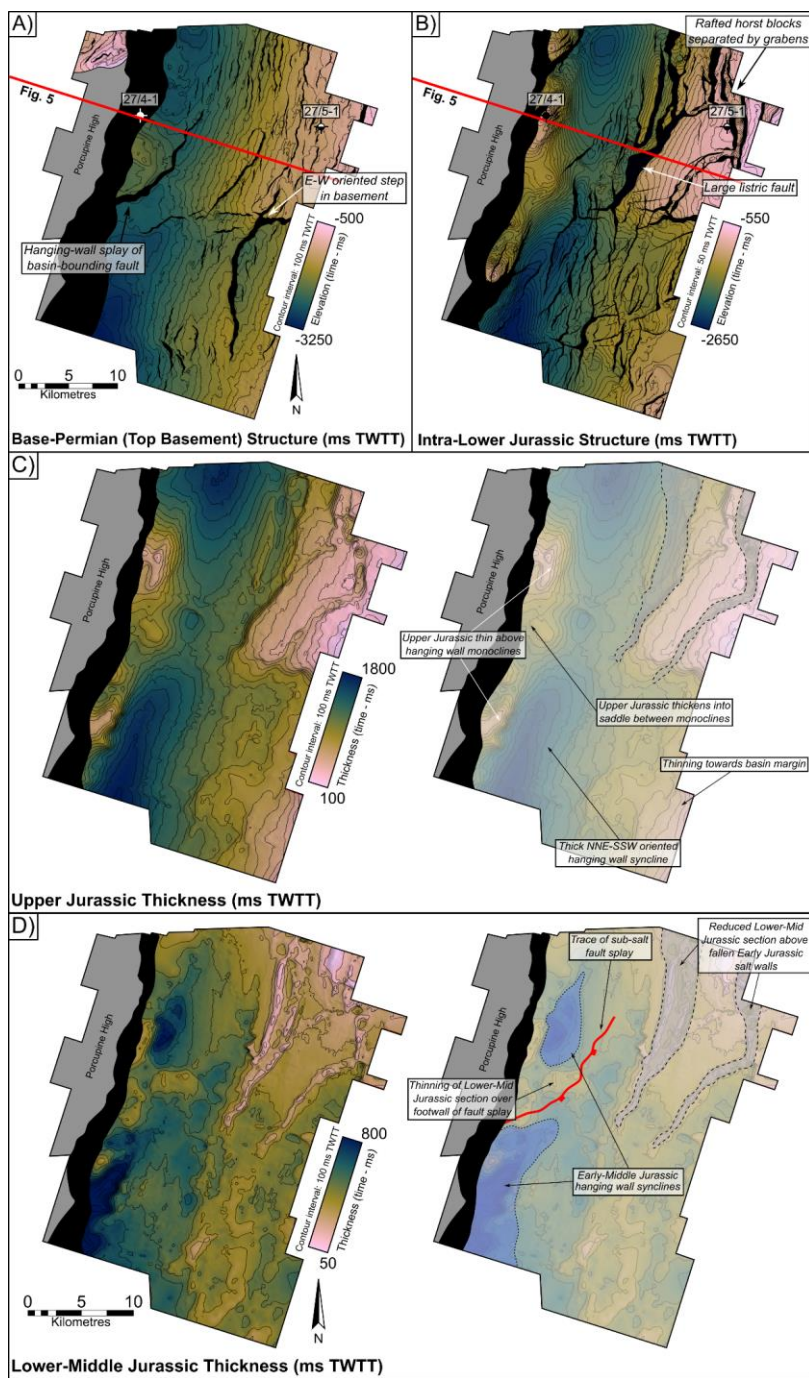 A)
27/4-1
27/5-1
Fig. 5
Porcupine High
E-W oriented step
in basement
Hanging-wall splay of
basin-bounding fault
Contour interval: 100 ms TWTT
Elevation (time - ms)
-500
-3250
0 5 10
Kilometres
N
Base-Permian (Top Basement) Structure (ms TWTT)
B)
Rafted horst blocks
separated by grabens
27/4-1
27/5-1
Fig. 5
Porcupine High
Large listric fault
Contour interval: 50 ms TWTT
Elevation (time - ms)
-550
-2650
Intra-Lower Jurassic Structure (ms TWTT)
C)
Porcupine High
Contour interval: 100 ms TWTT
Thickness (time - ms)
1800
100
Porcupine High
Upper Jurassic thin above
hanging wall monoclines
Upper Jurassic thickens into
saddle between monoclines
Thinning towards basin margin
Thick NNE-SSW oriented
hanging wall syncline
Upper Jurassic Thickness (ms TWTT)
D)
Porcupine High
Contour interval: 100 ms TWTT
Thickness (time - ms)
800
50
0 5 10
Kilometres
N
Porcupine High
Trace of sub-salt
fault splay
Reduced Lower-Mid
Jurassic section above
fallen Early Jurassic
salt walls
Thinning of Lower-Mid
Jurassic section over
footwall of fault splay
Early-Middle Jurassic
hanging wall synclines
Lower-Middle Jurassic Thickness (ms TWTT)